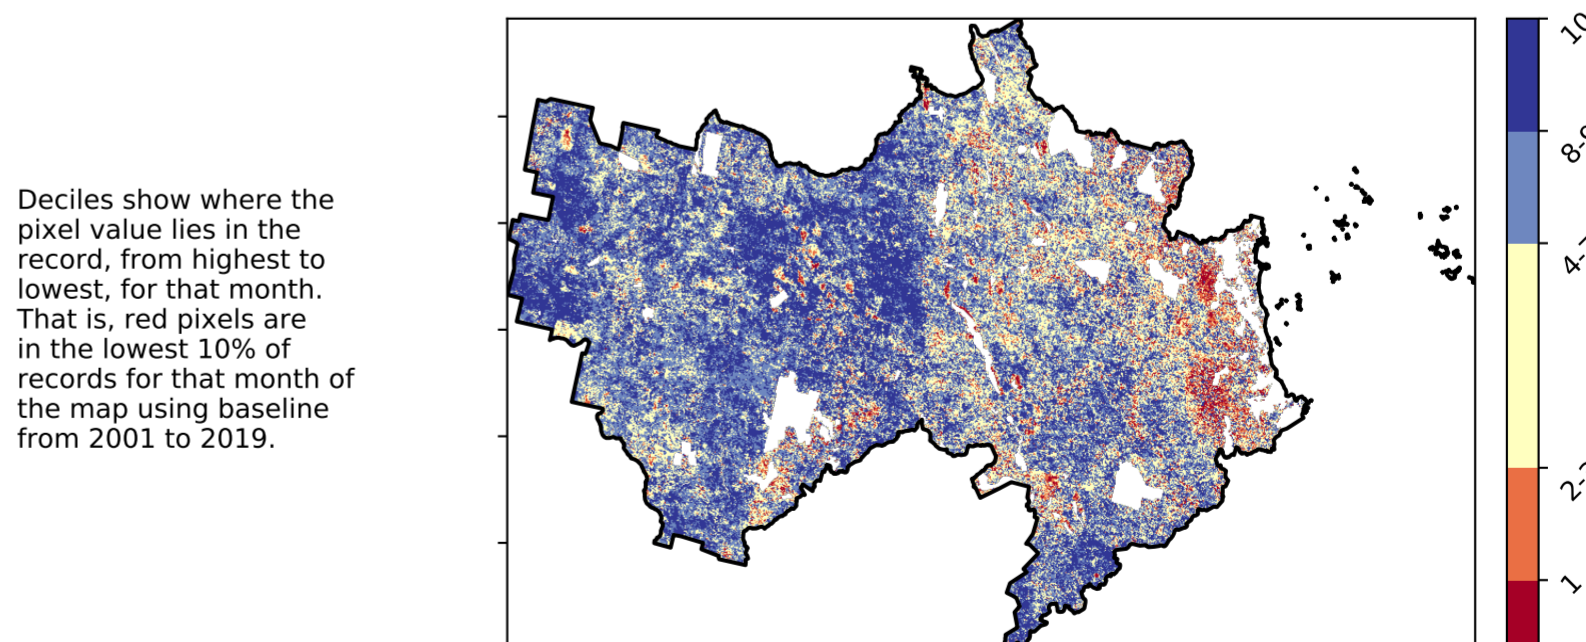 Deciles show where the
pixel value lies in the
record, from highest to
lowest, for that month.
That is, red pixels are
in the lowest 10% of
records for that month of
the map using baseline
from 2001 to 2019.
10
1